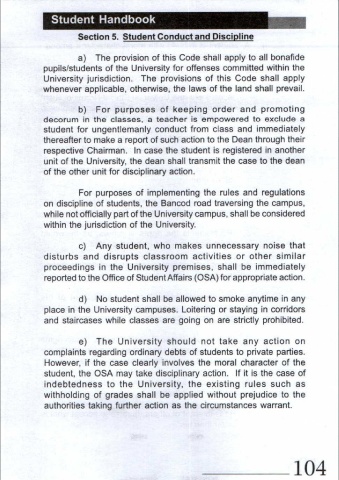 Student Handbook
Section 5. Student Conduct and Discipline
a) The provision of this Code shall apply to all bonafide
pupils/students of the University for offenses committed within the
University jurisdiction. The provisions of this Code shall apply
whenever applicable, otherwise, the laws of the land shall prevail.
b) For purposes of keeping order and promoting
decorum in the classes, a teacher is empowered to exclude a
student for ungentlemanly conduct from class and immediately
thereafter to make a report of such action to the Dean through their
respective Chairman. In case the student is registered in another
unit of the University, the dean shall transmit the case to the dean
of the other unit for disciplinary action.
For purposes of implementing the rules and regulations
on discipline of students, the Bancod road traversing the campus,
while not officially part of the University campus, shall be considered
within the jurisdiction of the University.
c) Any student, who makes unnecessary noise that
disturbs and disrupts classroom activities or other similar
proceedings in the University premises, shall be immediately
reported to the Office of Student Affairs (OSA) for appropriate action.
d) No student shall be allowed to smoke anytime in any
place in the University campuses. Loitering or staying in corridors
and staircases while classes are going on are strictly prohibited.
e) The University should not take any action on
complaints regarding ordinary debts of students to private parties.
However, if the case clearly involves the moral character of the
student, the OSA may take disciplinary action. If it is the case of
indebtedness to the University, the existing rules such as
withholding of grades shall be applied without prejudice to the
authorities taking further action as the circumstances warrant.
104